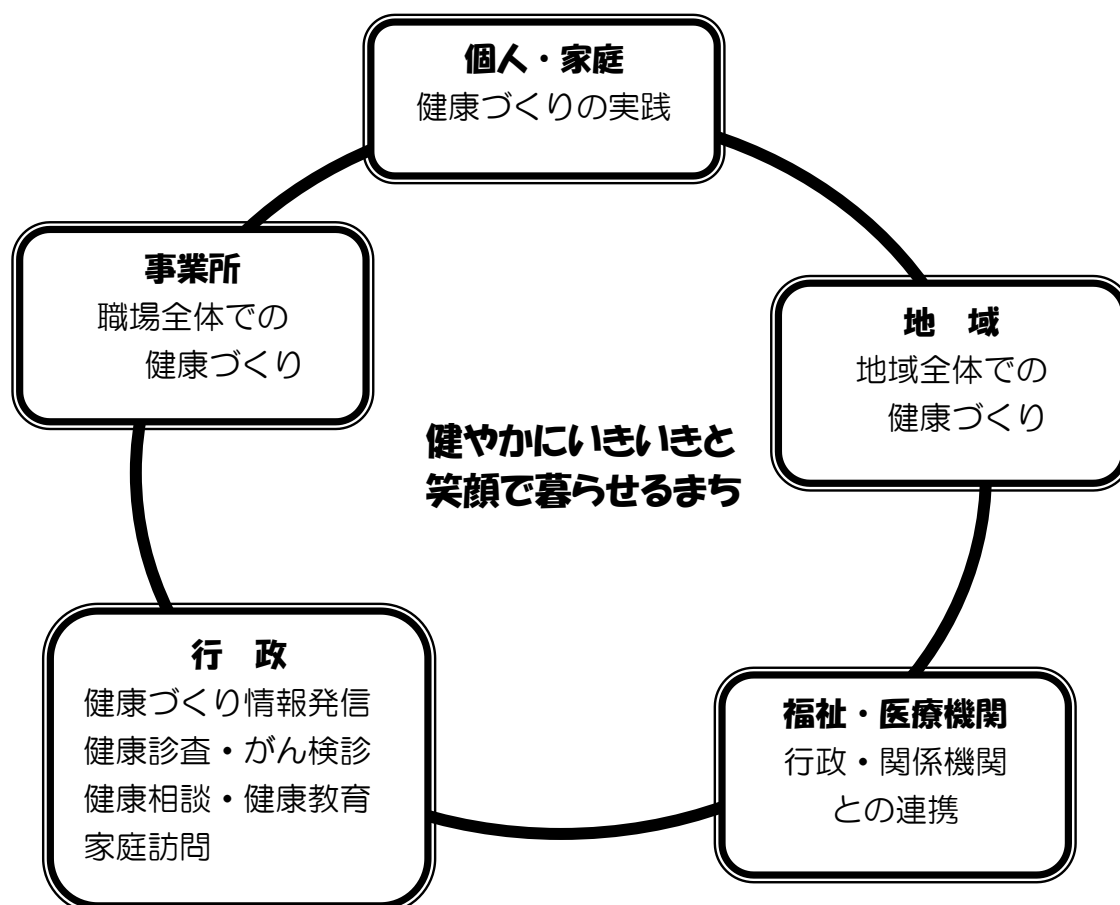 個人・家庭
健康づくりの実践
事業所
職場全体での
健康づくり
地　域
地域全体での
健康づくり
健やかにいきいきと
笑顔で暮らせるまち
行　政
健康づくり情報発信
健康診査・がん検診
健康相談・健康教育
家庭訪問
福祉・医療機関
行政・関係機関
との連携